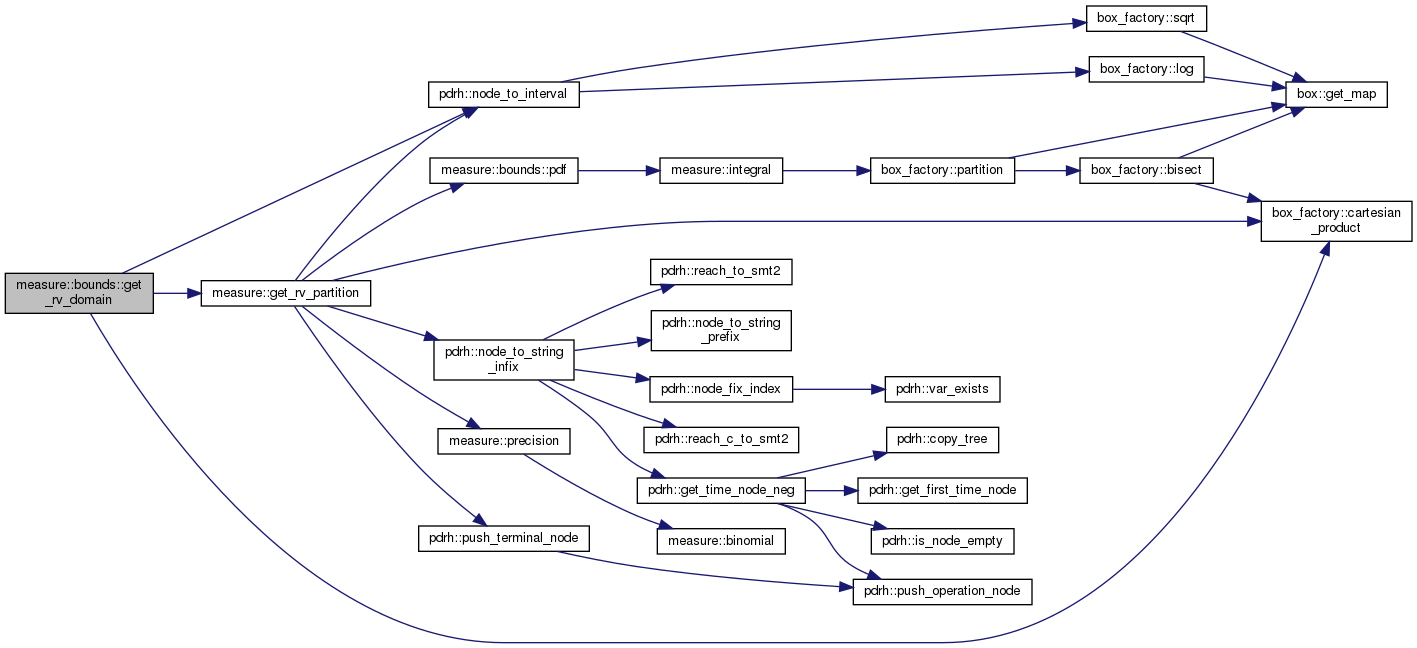 box_factory::sqrt
box_factory::log
pdrh::node_to_interval
box::get_map
measure::bounds::pdf
measure::integral
box_factory::partition
box_factory::bisect
box_factory::cartesian
_product
measure::bounds::get
_rv_domain
measure::get_rv_partition
pdrh::reach_to_smt2
pdrh::node_to_string
_prefix
pdrh::node_to_string
_infix
pdrh::node_fix_index
pdrh::var_exists
measure::precision
pdrh::reach_c_to_smt2
pdrh::copy_tree
pdrh::get_time_node_neg
pdrh::get_first_time_node
pdrh::push_terminal_node
measure::binomial
pdrh::is_node_empty
pdrh::push_operation_node